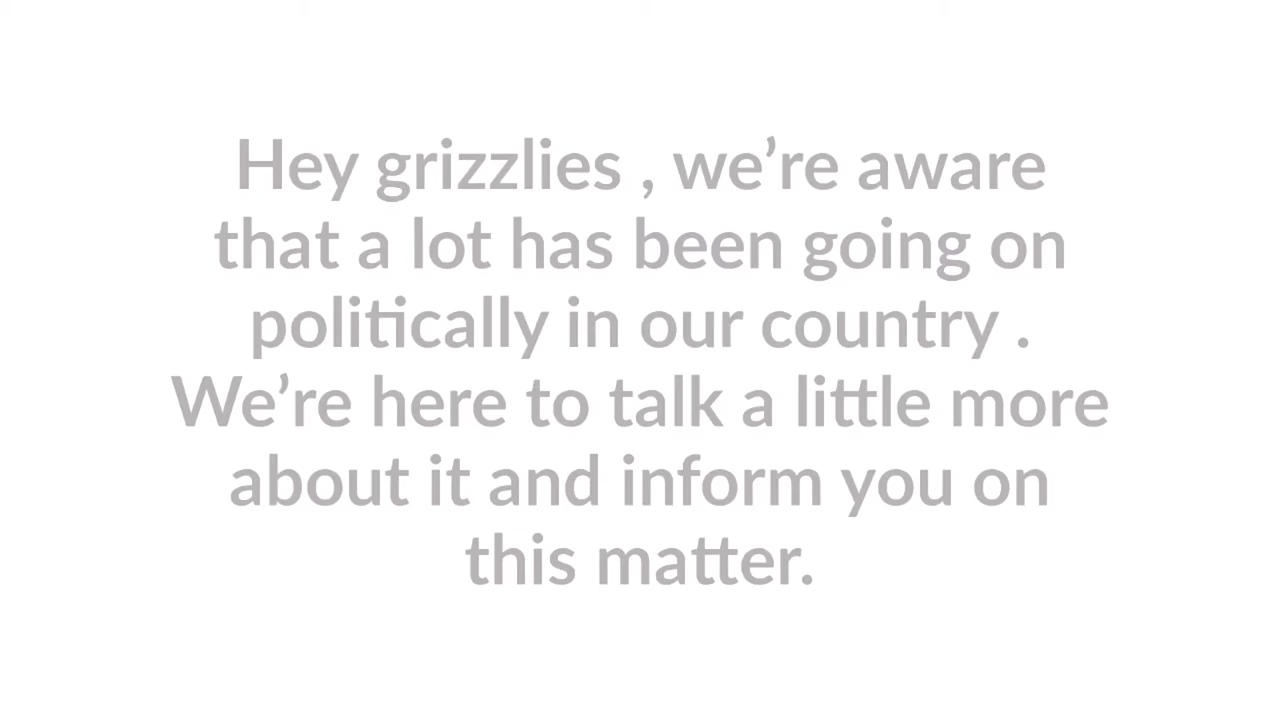 Hey grizzlies , we’re aware
that a lot has been going on
politically in our country .
We’re here to talk a little more
about it and inform you on
this matter.